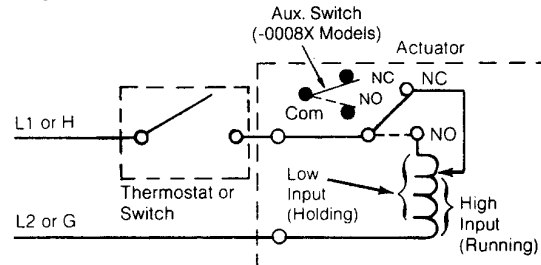 Aux. Switch
(-0008X Models)
Actuator
NC
NC
NO
Com
L1 or H
NO
Thermostat or
Switch
Low
Input
(Holding)
High
Input
(Running)
L2 or G